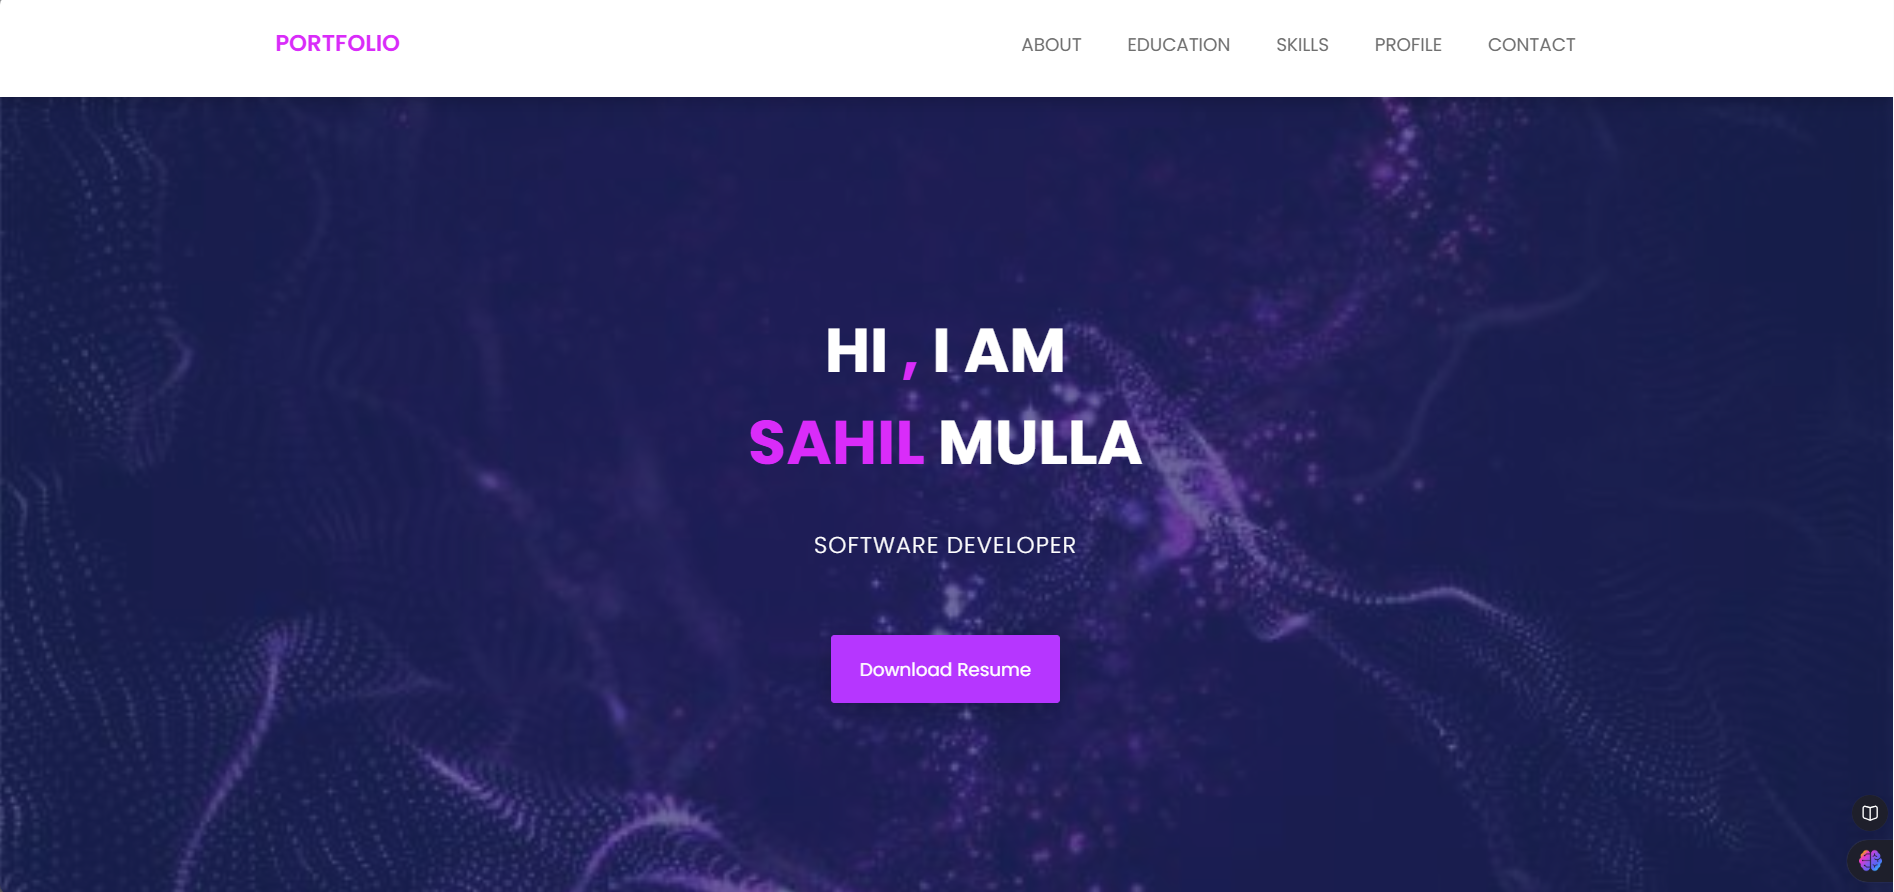 PORTFOLIO ABOUT EDUCATION SKILLS PROFILE CONTACT
HI , I AM
SAHIL MULLA
SOFTWARE DEVELOPER
Download Resume